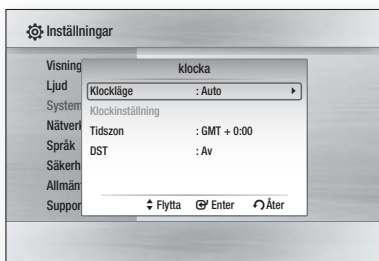 Inställningar
Visning
klocka
Ljud
Klockläge : Auto
System
Klockinställning
Nätverk
Tidszon : GMT + 0:00
Språk
DST : Av
Säkerh
Allmän
Suppor
Flytta Enter Åter